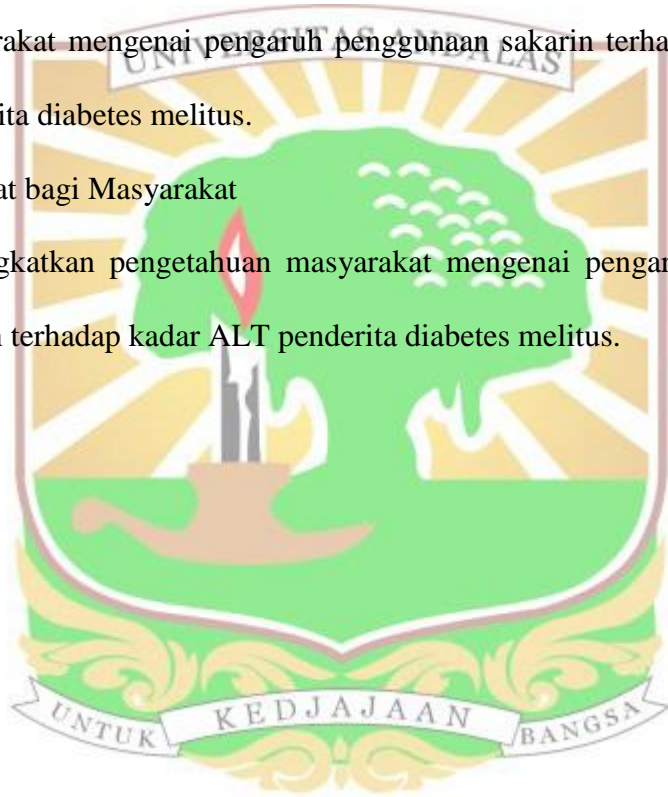 rakat mengenai pengaruh penggunaan sakarin terha
UNIVERSITAS ANDALAS
ita diabetes melitus.
at bagi Masyarakat
gkatkan pengetahuan masyarakat mengenai pengar
terhadap kadar ALT penderita diabetes melitus.
UNTUK KEDJAJAAN BANGSA